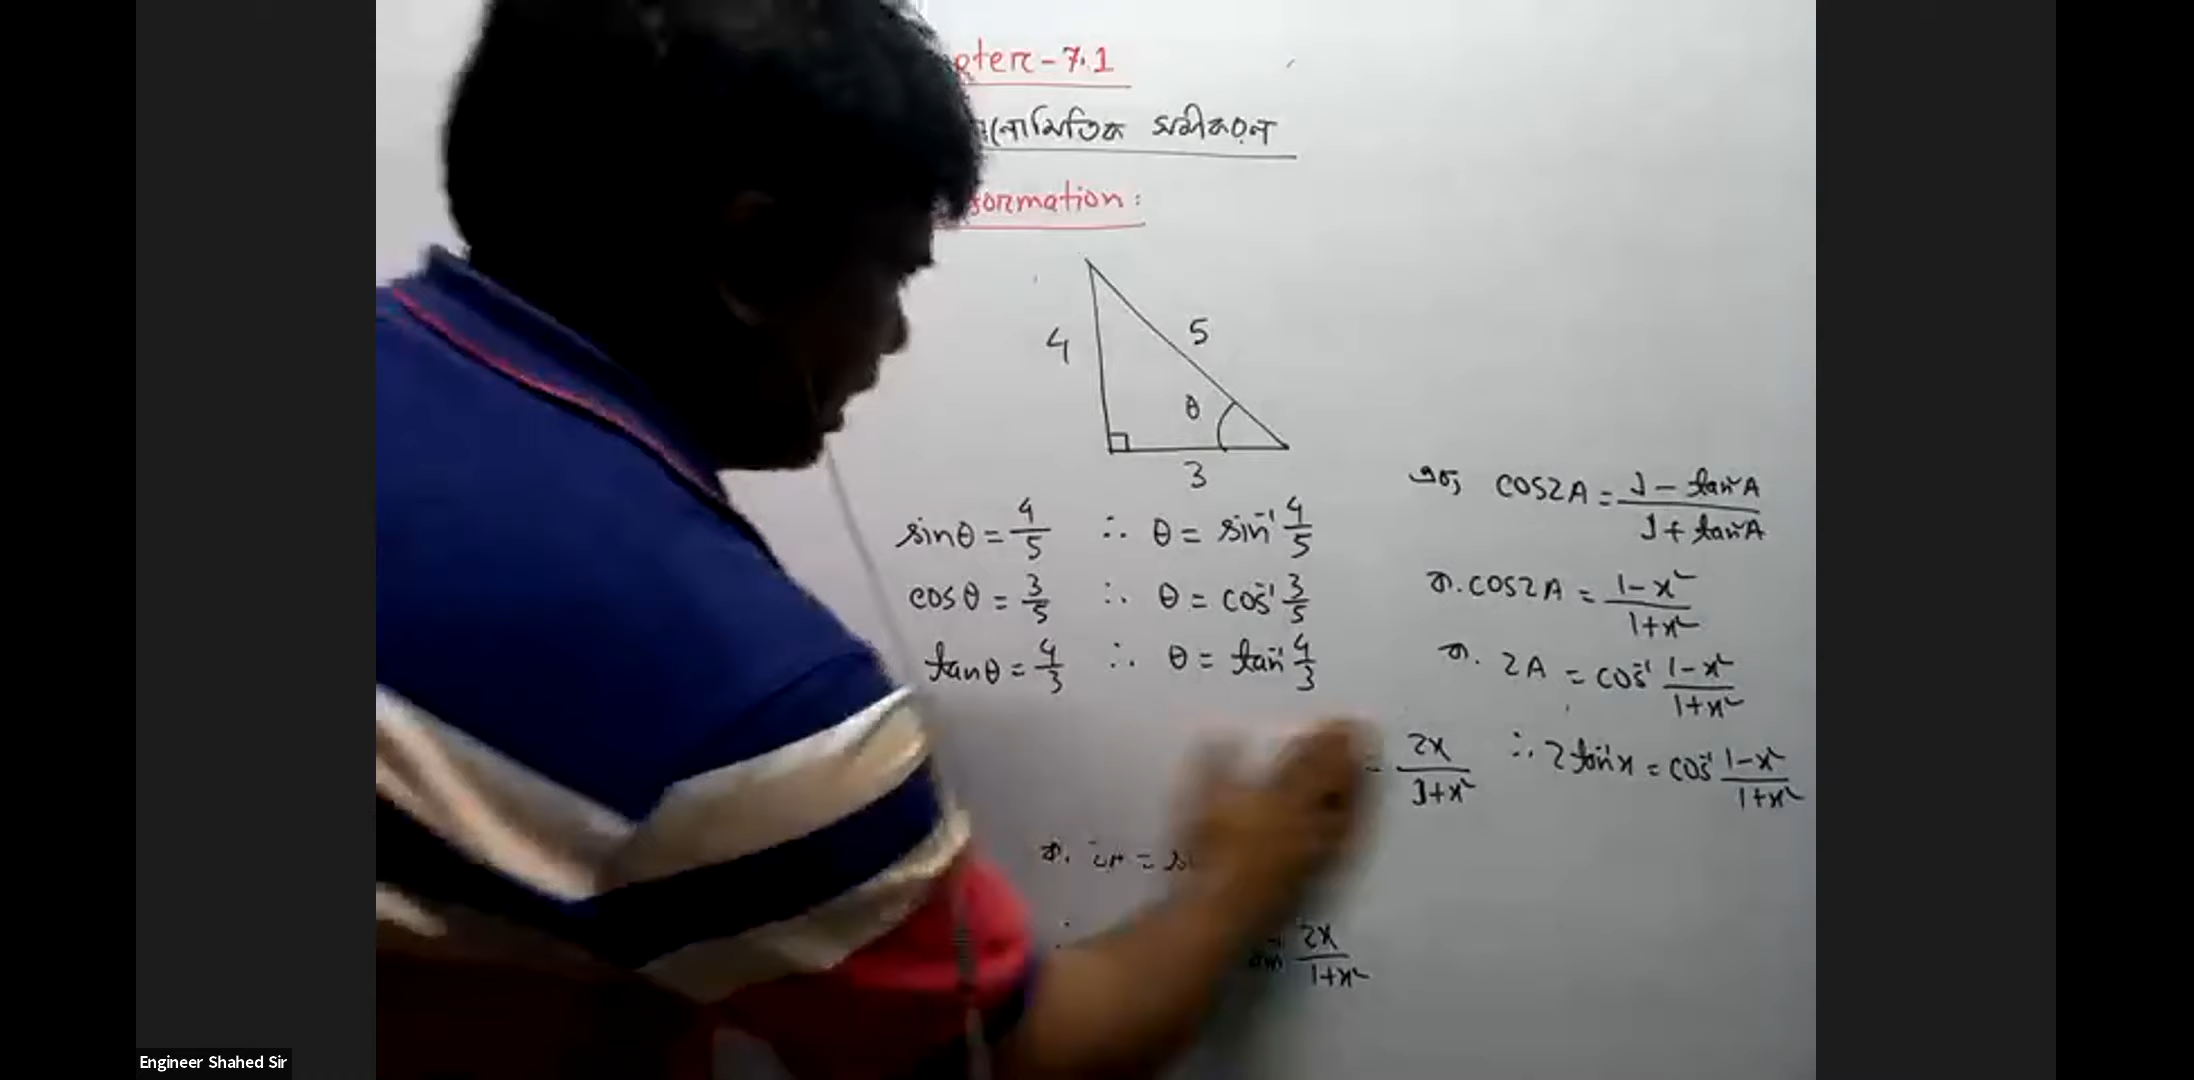 pter - 7.1
নোমিতিক সমীকরণ
formation :
4
5
θ
3
sinθ = 4/5 ∴ θ = sin⁻¹ 4/5
cosθ = 3/5 ∴ θ = cos⁻¹ 3/5
tanθ = 4/3 ∴ θ = tan⁻¹ 4/3
= 2x/1+x²
বা.
sin⁻¹ 2x/1+x²
cos2A = 1 - tan²A/1 + tan²A
বা. cos2A = 1-x²/1+x²
বা. 2A = cos⁻¹ 1-x²/1+x²
∴ 2tan⁻¹x = cos⁻¹ 1-x²/1+x²
Engineer Shahed Sir